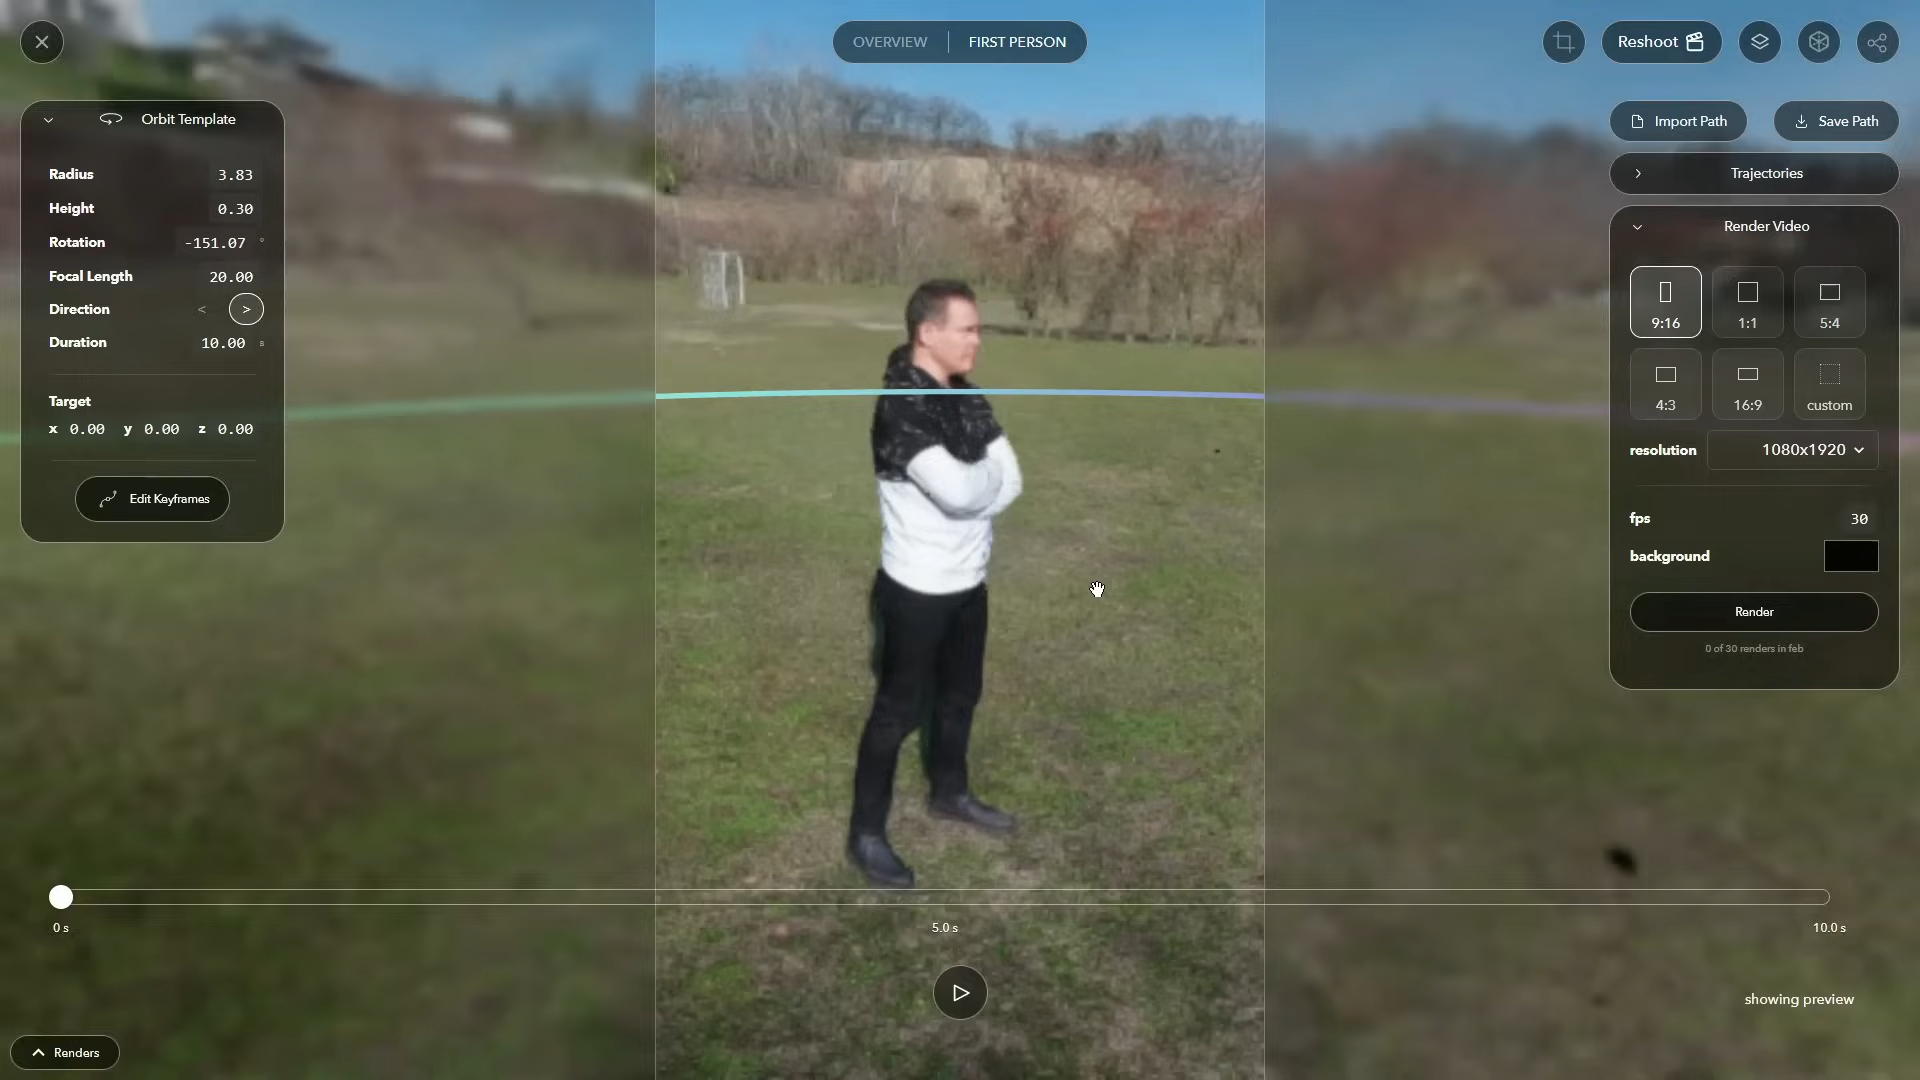 OVERVIEW FIRST PERSON
Reshoot
Orbit Template
Radius 3.83
Height 0.30
Rotation -151.07 °
Focal Length 20.00
Direction < >
Duration 10.00 s
Target
x 0.00 y 0.00 z 0.00
Edit Keyframes
Import Path Save Path
Trajectories
Render Video
9:16 1:1 5:4
4:3 16:9 custom
resolution 1080x1920
fps 30
background
Render
0 of 30 renders in feb
0 s 5.0 s 10.0 s
showing preview
Renders